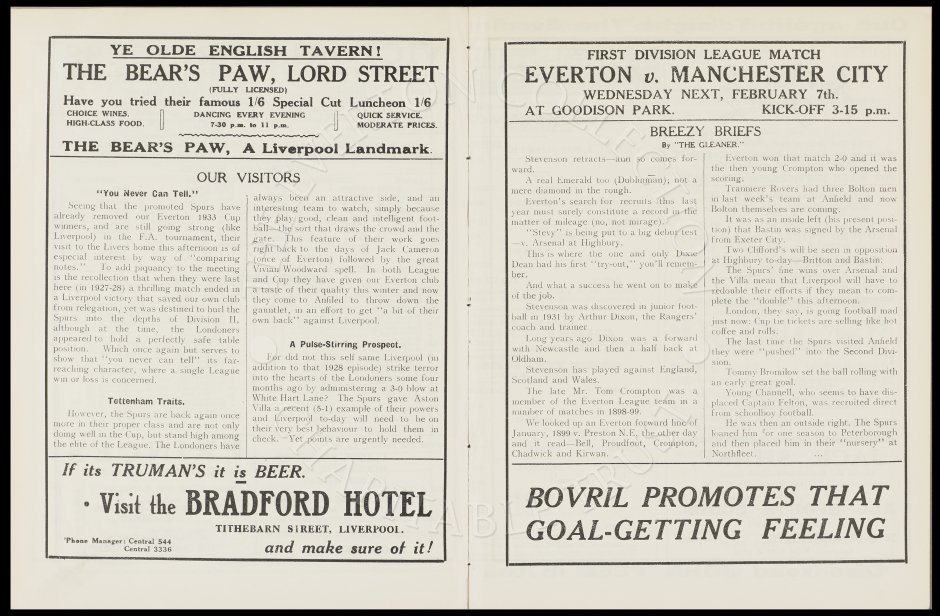 YE OLDE ENGLISH TAVERN!
THE BEAR'S PAW, LORD STREET
(FULLY LICENSED)
Have you tried their famous 1/6 Special Cut Luncheon 1/6
CHOICE WINES.
HIGH-CLASS FOOD.
DANCING EVERY EVENING
7-30 p.m. to 11 p.m.
QUICK SERVICE.
MODERATE PRICES.
THE BEAR'S PAW, A Liverpool Landmark.
OUR VISITORS
"You Never Can Tell."
Seeing that the promoted Spurs have
already removed our Everton 1933 Cup
winners, and are still going strong (like
Liverpool) in the F.A. tournament, their
visit to the Livers home this afternoon is of
especial interest by way of "comparing
notes." To add piquancy to the meeting
is the recollection that when they were last
here (in 1927-28) a thrilling match ended in
a Liverpool victory that saved our own club
from relegation, yet was destined to hurl the
Spurs into the depths of Division II,
although at the time, the Londoners
appeared to hold a perfectly safe table
position. Which once again but serves to
show that "you never can tell" its far-
reaching character, where a single League
win or loss is concerned.
Tottenham Traits.
However, the Spurs are back again once
more in their proper class and are not only
doing well in the Cup, but stand high among
the elite of the League. The Londoners have
always been an attractive side, and an
interesting team to watch, simply because
they play good, clean and intelligent foot-
ball—the sort that draws the crowd and the
gate. This feature of their work goes
right back to the days of Jack Cameron
(once of Everton) followed by the great
Vivian Woodward spell. In both League
and Cup they have given our Everton club
a taste of their quality this winter and now
they come to Anfield to throw down the
gauntlet, in an effort to get "a bit of their
own back" against Liverpool.
A Pulse-Stirring Prospect.
For did not this self same Liverpool (in
addition to that 1928 episode) strike terror
into the hearts of the Londoners some four
months ago by administering a 3-0 blow at
White Hart Lane? The Spurs gave Aston
Villa a recent (5-1) example of their powers
and Liverpool to-day will need to be on
their very best behaviour to hold them in
check. Yet points are urgently needed.
If its TRUMAN'S it is BEER.
Visit the BRADFORD HOTEL
TITHEBARN STREET, LIVERPOOL.
'Phone Manager: Central 544
Central 3336
and make sure of it!
FIRST DIVISION LEAGUE MATCH
EVERTON v. MANCHESTER CITY
WEDNESDAY NEXT, FEBRUARY 7th.
AT GOODISON PARK. KICK-OFF 3-15 p.m.
BREEZY BRIEFS
By "THE GLEANER."
Stevenson retracts—and so comes for-
ward.
A real Emerald too (Dubliman); not a
mere diamond in the rough.
Everton's search for recruits this last
year must surely constitute a record in the
matter of mileage (no, not mirage).
"Stevy" is being put to a big debut test
—v. Arsenal at Highbury.
This is where the one and only Dixie
Dean had his first "try-out," you'll remem-
ber.
And what a success he went on to make
of the job.
Stevenson was discovered in junior foot-
ball in 1931 by Arthur Dixon, the Rangers'
coach and trainer.
Long years ago Dixon was a forward
with Newcastle and then a half back at
Oldham.
Stevenson has played against England,
Scotland and Wales.
The late Mr. Tom Crompton was a
member of the Everton League team in a
number of matches in 1898-99.
We looked up an Everton forward line of
January, 1899 v. Preston N.E. the other day
and it read—Bell, Proudfoot, Crompton,
Chadwick and Kirwan.
Everton won that match 2-0 and it was
the then young Crompton who opened the
scoring.
Tranmere Rovers had three Bolton men
in last week's team at Anfield and now
Bolton themselves are coming.
It was as an inside left (his present posi-
tion) that Bastin was signed by the Arsenal
from Exeter City.
Two Clifford's will be seen in opposition
at Highbury to-day—Britton and Bastin.
The Spurs' fine wins over Arsenal and
the Villa mean that Liverpool will have to
redouble their efforts if they mean to com-
plete the "double" this afternoon.
London, they say, is going football mad
just now: Cup tie tickets are selling like hot
coffee and rolls.
The last time the Spurs visited Anfield
they were "pushed" into the Second Divi-
sion.
Tommy Bromilow set the ball rolling with
an early great goal.
Young Channell, who seems to have dis-
placed Captain Felton, was recruited direct
from schoolboy football.
He was then an outside right. The Spurs
loaned him for one season to Peterborough
and then placed him in their "nursery" at
Northfleet. ...
BOVRIL PROMOTES THAT
GOAL-GETTING FEELING